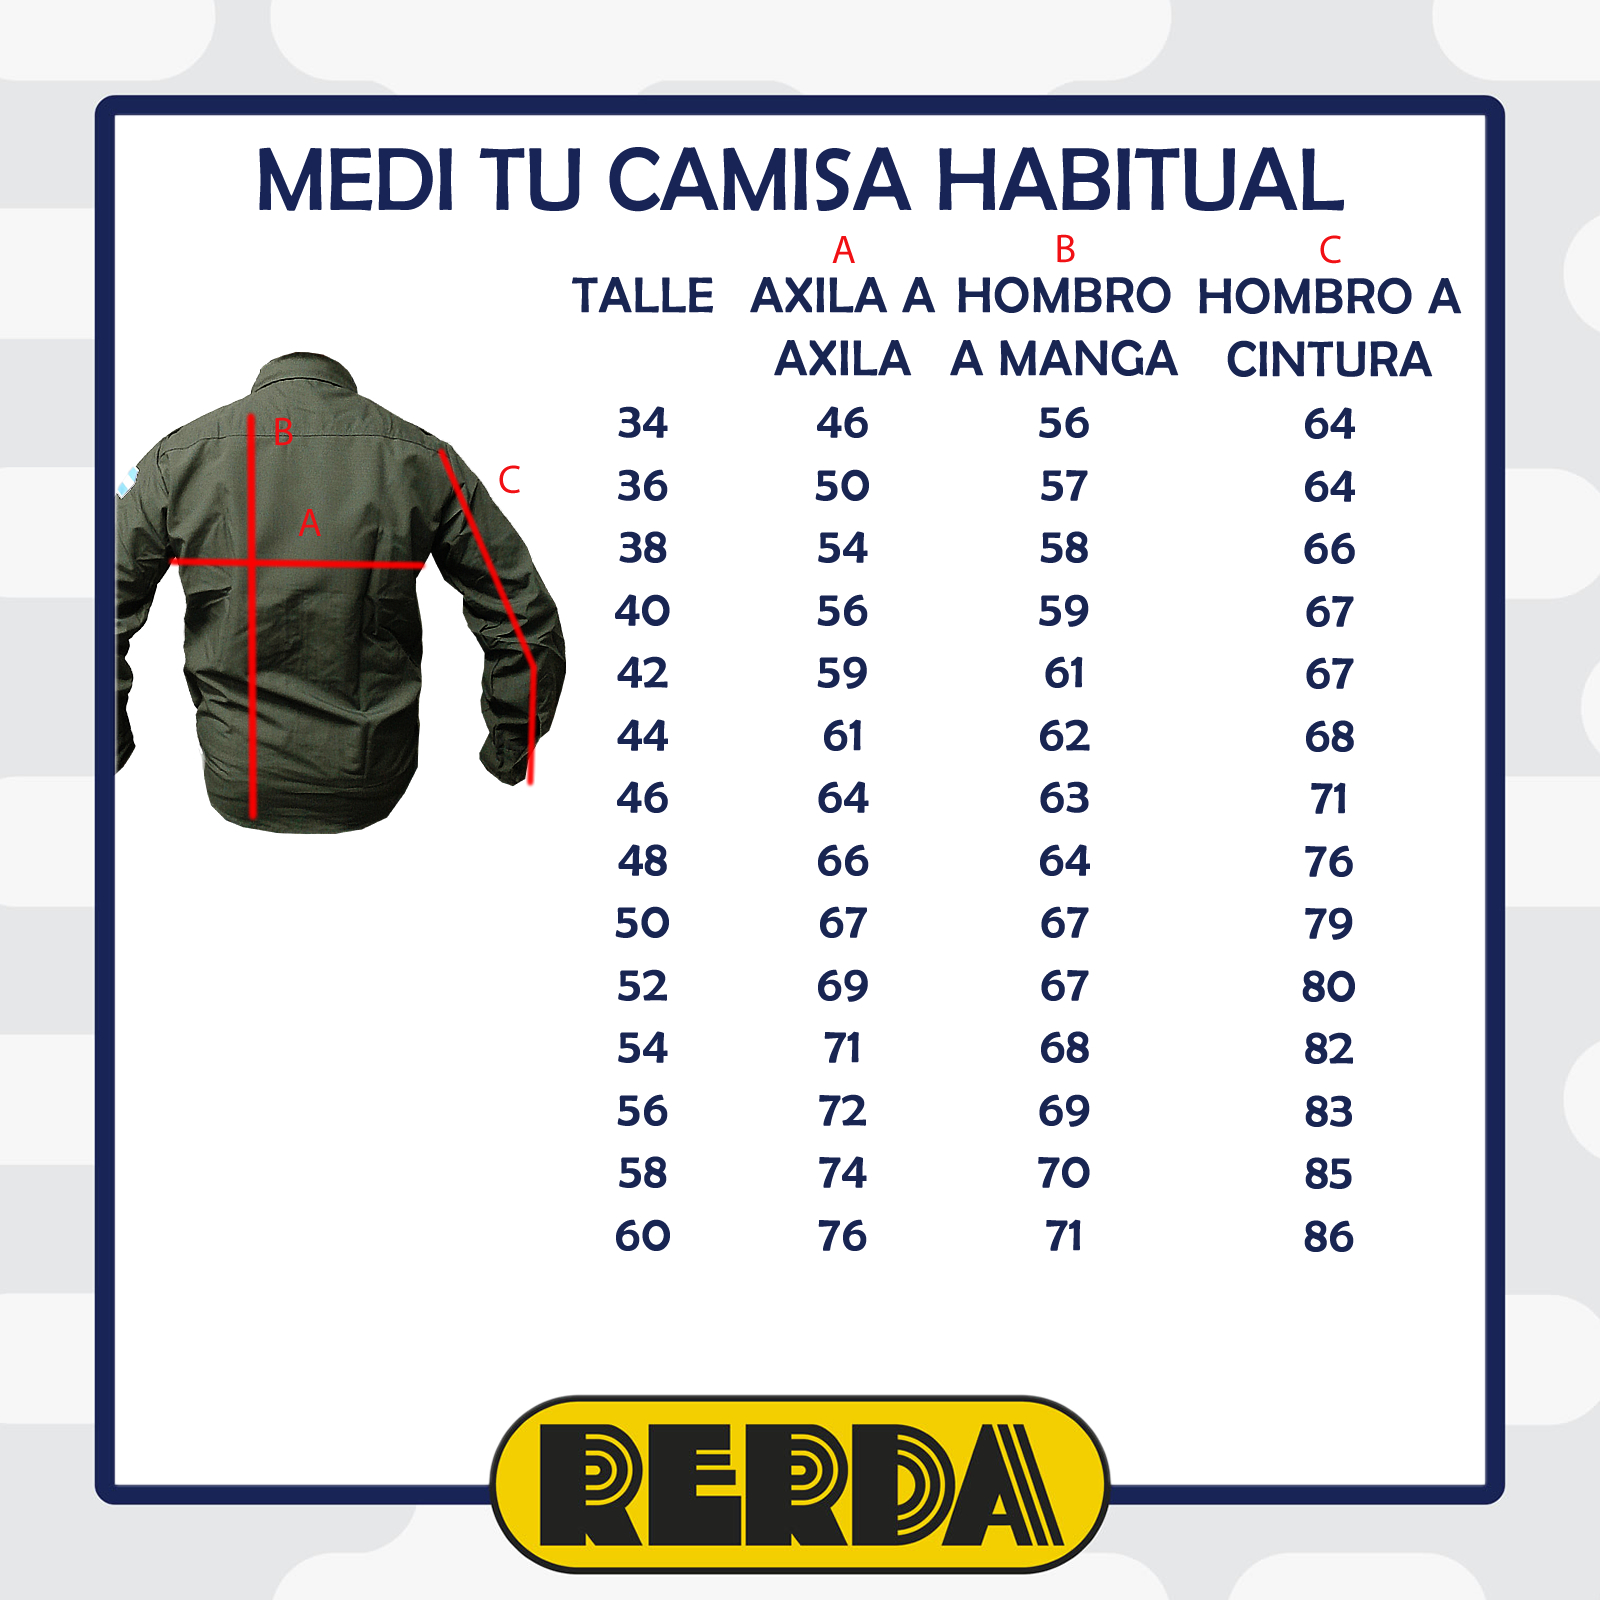 MEDI TU CAMISA HABITUAL
A B C
TALLE AXILA A HOMBRO HOMBRO A
AXILA A MANGA CINTURA
34 46 56 64
36 50 57 64
38 54 58 66
40 56 59 67
42 59 61 67
44 61 62 68
46 64 63 71
48 66 64 76
50 67 67 79
52 69 67 80
54 71 68 82
56 72 69 83
58 74 70 85
60 76 71 86
B
C
A
RERDA